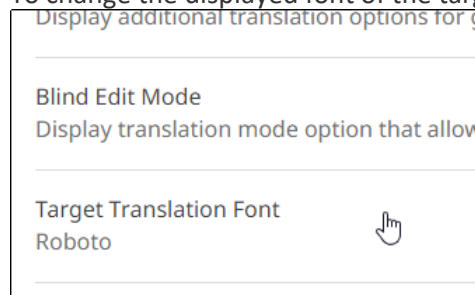 To change the displayed font of the targ
Display additional translation options for g
Blind Edit Mode
Display translation mode option that allow
Target Translation Font
Roboto